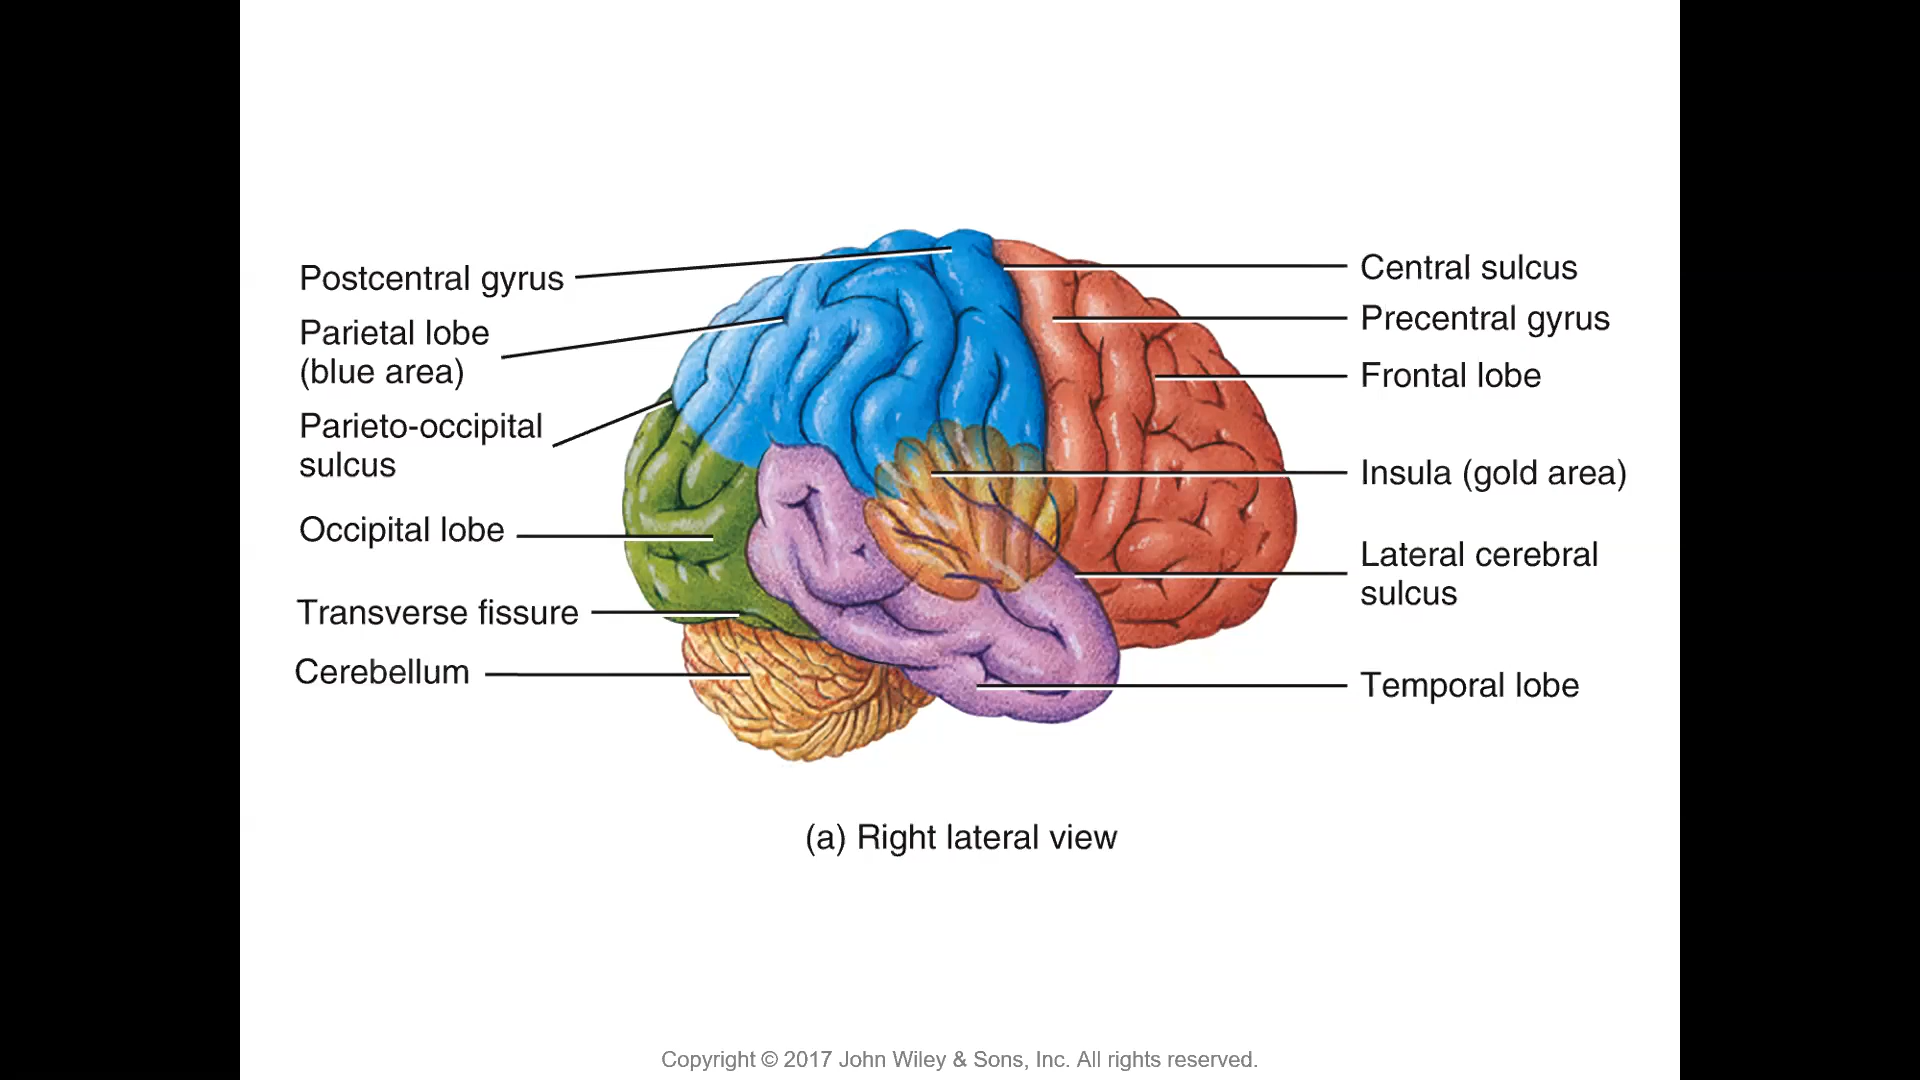 Postcentral gyrus
Parietal lobe
(blue area)
Parieto-occipital
sulcus
Occipital lobe
Transverse fissure
Cerebellum
Central sulcus
Precentral gyrus
Frontal lobe
Insula (gold area)
Lateral cerebral
sulcus
Temporal lobe
(a) Right lateral view
Copyright © 2017 John Wiley & Sons, Inc. All rights reserved.